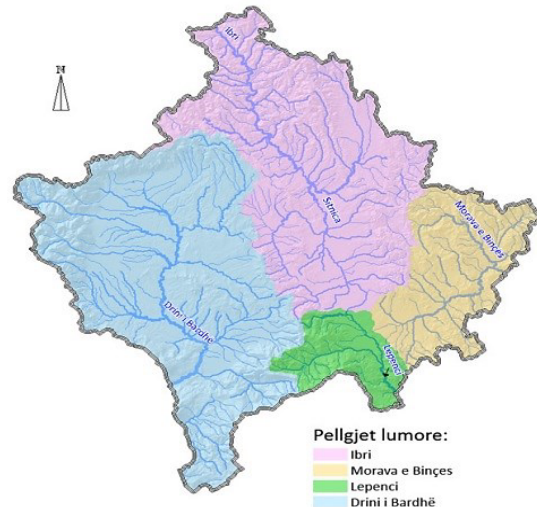 N
Ibri
Sitnica
Morava e Binçes
Drini i Bardhë
Lepenci
Pellgjet lumore:
Ibri
Morava e Binçes
Lepenci
Drini i Bardhë